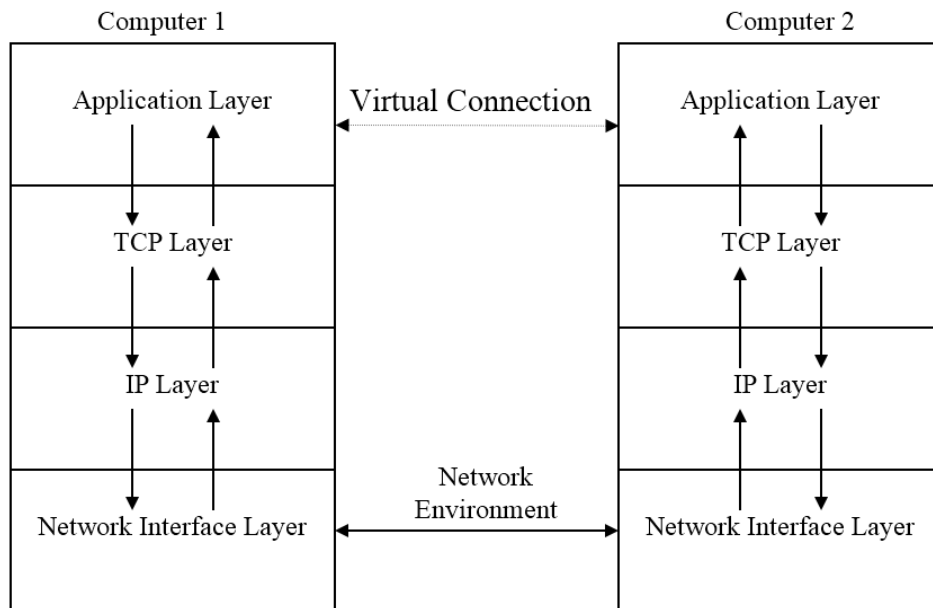 Computer 1
Computer 2
Application Layer
Virtual Connection
Application Layer
TCP Layer
TCP Layer
IP Layer
IP Layer
Network
Environment
Network Interface Layer
Network Interface Layer